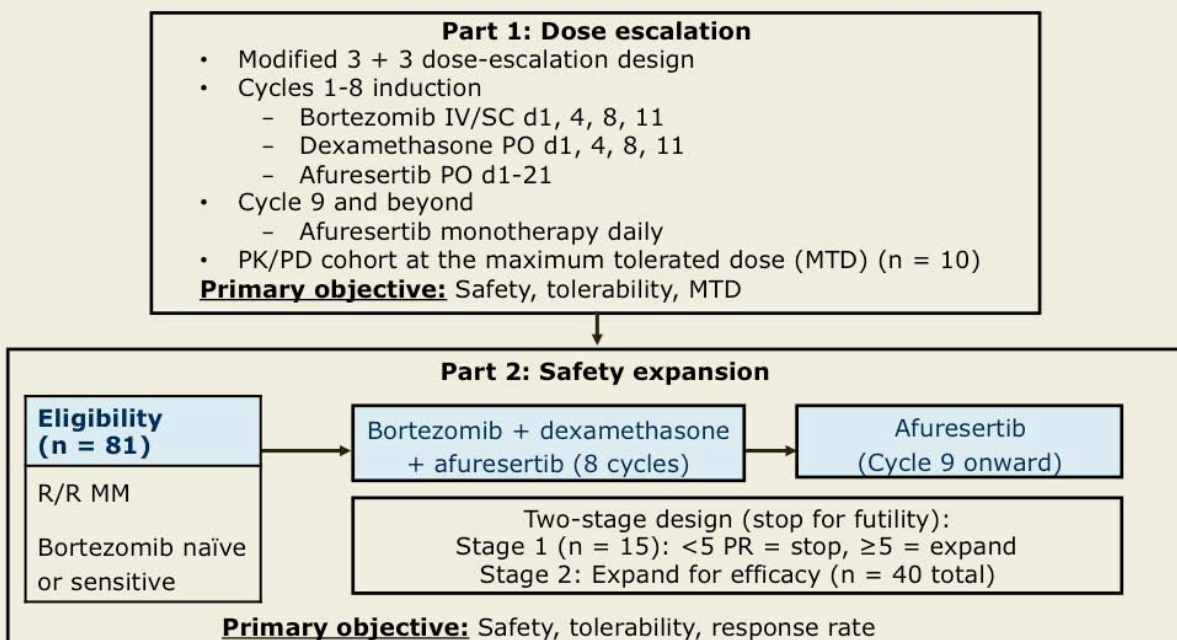 Part 1: Dose escalation
• Modified 3 + 3 dose-escalation design
• Cycles 1-8 induction
– Bortezomib IV/SC d1, 4, 8, 11
– Dexamethasone PO d1, 4, 8, 11
– Afuresertib PO d1-21
• Cycle 9 and beyond
– Afuresertib monotherapy daily
• PK/PD cohort at the maximum tolerated dose (MTD) (n = 10)
Primary objective: Safety, tolerability, MTD
Part 2: Safety expansion
Eligibility
(n = 81)
R/R MM
Bortezomib naïve
or sensitive
Bortezomib + dexamethasone
+ afuresertib (8 cycles)
Afuresertib
(Cycle 9 onward)
Two-stage design (stop for futility):
Stage 1 (n = 15): <5 PR = stop, ≥5 = expand
Stage 2: Expand for efficacy (n = 40 total)
Primary objective: Safety, tolerability, response rate